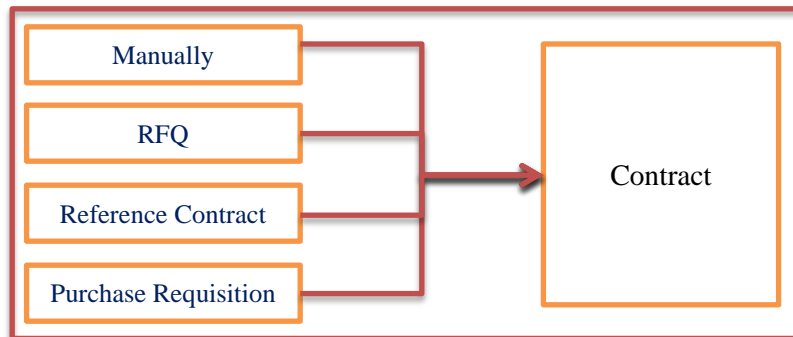 Manually
RFQ
Reference Contract
Purchase Requisition
Contract